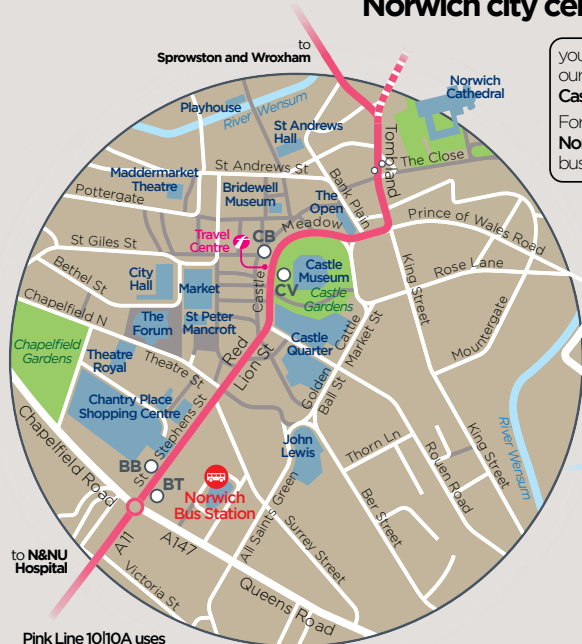 Norwich city cen
to
Sprowston and Wroxham
you
our
Cas
For
Nor
bus
Norwich
Cathedral
Playhouse
River Wensum
St Andrews
Hall
Tombland
The Close
St Andrews St
Maddermarket
Theatre
Bridewell
Museum
Bank Plain
Pottergate
The
Open
Meadow
Prince of Wales Road
Travel
Centre
CB
St Giles St
Castle
Bethel St
City
Hall
Market
CV
Castle
Museum
Castle
Gardens
King Street
Rose Lane
Chapelfield N
The
Forum
St Peter
Mancroft
Mountergate
Chapelfield
Gardens
Theatre
Royal
Theatre St
Red
Lion St
Castle
Quarter
Cattle
Market St
Golden
Ball St
Chantry Place
Shopping Centre
St Stephens St
Chapelfield Road
John
Lewis
Thorn Ln
Rouen Road
King Street
River Wensum
BB
BT
Norwich
Bus Station
Ber Street
All Saints Green
Surrey Street
to N&NU
Hospital
A11
A147
Victoria St
Queens Road
Pink Line 10|10A uses